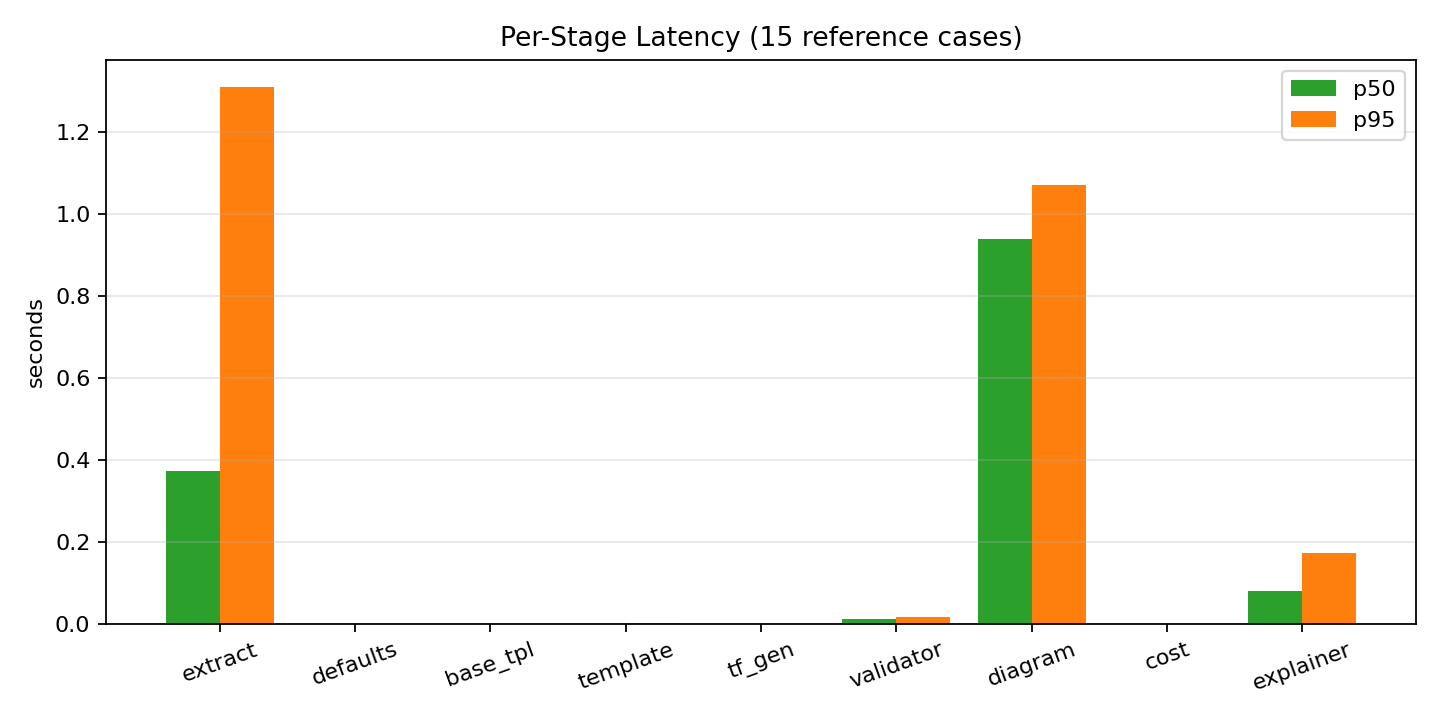 Per-Stage Latency (15 reference cases)
p50
p95
seconds
1.2
1.0
0.8
0.6
0.4
0.2
0.0
extract
defaults
base_tpl
template
tf_gen
validator
diagram
cost
explainer